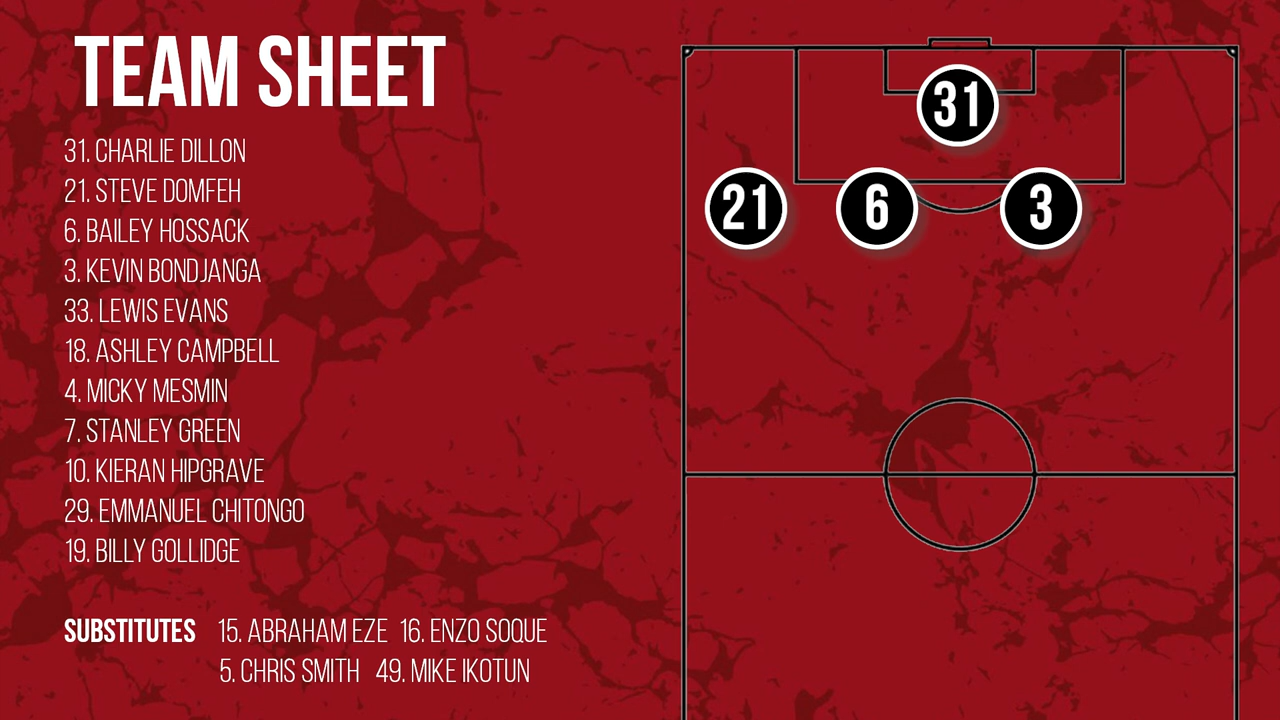 TEAM SHEET
31. CHARLIE DILLON
21. STEVE DOMFEH
6. BAILEY HOSSACK
3. KEVIN BONDJANGA
33. LEWIS EVANS
18. ASHLEY CAMPBELL
4. MICKY MESMIN
7. STANLEY GREEN
10. KIERAN HIPGRAVE
29. EMMANUEL CHITONGO
19. BILLY GOLLIDGE
SUBSTITUTES 15. ABRAHAM EZE 16. ENZO SOQUE
5. CHRIS SMITH 49. MIKE IKOTUN
31
21 6 3